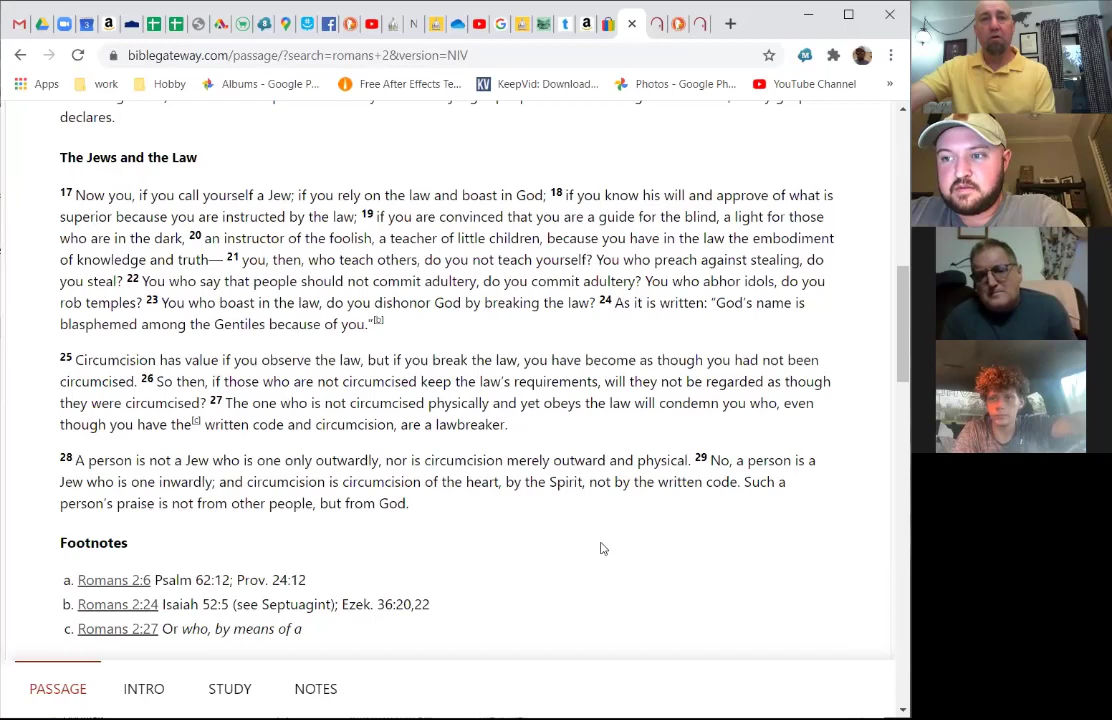 biblegateway.com/passage/?search=romans+2&version=NIV
Apps work Hobby Albums - Google P... Free After Effects Te... KeepVid: Download... Photos - Google Ph... YouTube Channel »
declares.
The Jews and the Law
17 Now you, if you call yourself a Jew; if you rely on the law and boast in God; 18 if you know his will and approve of what is
superior because you are instructed by the law; 19 if you are convinced that you are a guide for the blind, a light for those
who are in the dark, 20 an instructor of the foolish, a teacher of little children, because you have in the law the embodiment
of knowledge and truth— 21 you, then, who teach others, do you not teach yourself? You who preach against stealing, do
you steal? 22 You who say that people should not commit adultery, do you commit adultery? You who abhor idols, do you
rob temples? 23 You who boast in the law, do you dishonor God by breaking the law? 24 As it is written: “God’s name is
blasphemed among the Gentiles because of you.”[b]
25 Circumcision has value if you observe the law, but if you break the law, you have become as though you had not been
circumcised. 26 So then, if those who are not circumcised keep the law’s requirements, will they not be regarded as though
they were circumcised? 27 The one who is not circumcised physically and yet obeys the law will condemn you who, even
though you have the[c] written code and circumcision, are a lawbreaker.
28 A person is not a Jew who is one only outwardly, nor is circumcision merely outward and physical. 29 No, a person is a
Jew who is one inwardly; and circumcision is circumcision of the heart, by the Spirit, not by the written code. Such a
person’s praise is not from other people, but from God.
Footnotes
a. Romans 2:6 Psalm 62:12; Prov. 24:12
b. Romans 2:24 Isaiah 52:5 (see Septuagint); Ezek. 36:20,22
c. Romans 2:27 Or who, by means of a
PASSAGE INTRO STUDY NOTES